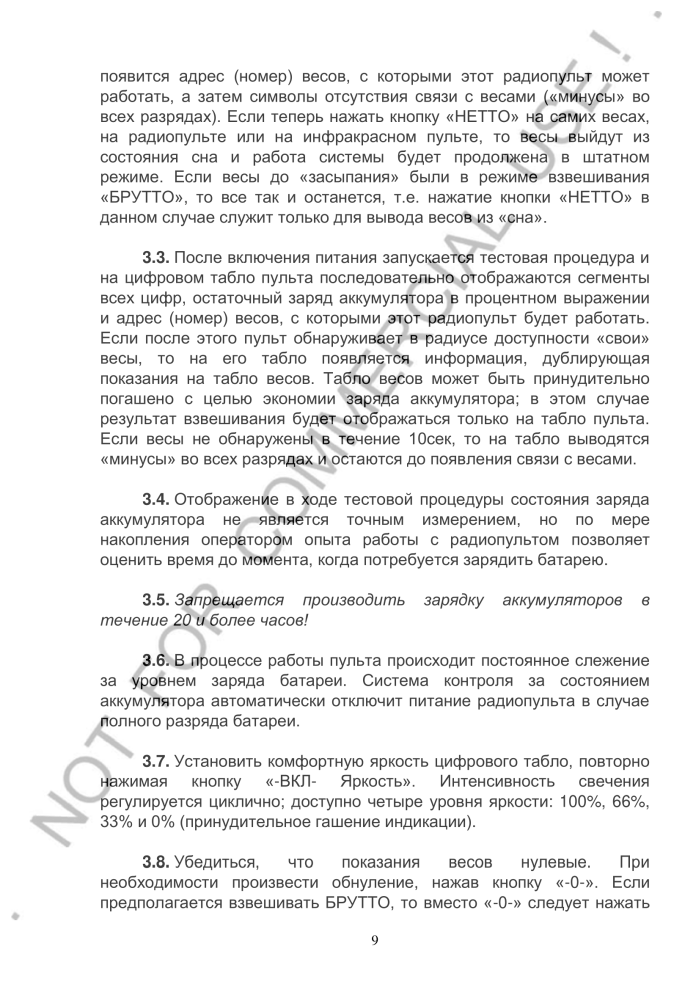 появится адрес (номер) весов, с которыми этот радиопульт может
работать, а затем символы отсутствия связи с весами («минусы» во
всех разрядах). Если теперь нажать кнопку «НЕТТО» на самих весах,
на радиопульте или на инфракрасном пульте, то весы выйдут из
состояния сна и работа системы будет продолжена в штатном
режиме. Если весы до «засыпания» были в режиме взвешивания
«БРУТТО», то все так и останется, т.е. нажатие кнопки «НЕТТО» в
данном случае служит только для вывода весов из «сна».
3.3. После включения питания запускается тестовая процедура и
на цифровом табло пульта последовательно отображаются сегменты
всех цифр, остаточный заряд аккумулятора в процентном выражении
и адрес (номер) весов, с которыми этот радиопульт будет работать.
Если после этого пульт обнаруживает в радиусе доступности «свои»
весы, то на его табло появляется информация, дублирующая
показания на табло весов. Табло весов может быть принудительно
погашено с целью экономии заряда аккумулятора; в этом случае
результат взвешивания будет отображаться только на табло пульта.
Если весы не обнаружены в течение 10сек, то на табло выводятся
«минусы» во всех разрядах и остаются до появления связи с весами.
3.4. Отображение в ходе тестовой процедуры состояния заряда
аккумулятора не является точным измерением, но по мере
накопления оператором опыта работы с радиопультом позволяет
оценить время до момента, когда потребуется зарядить батарею.
3.5. Запрещается производить зарядку аккумуляторов в
течение 20 и более часов!
3.6. В процессе работы пульта происходит постоянное слежение
за уровнем заряда батареи. Система контроля за состоянием
аккумулятора автоматически отключит питание радиопульта в случае
полного разряда батареи.
3.7. Установить комфортную яркость цифрового табло, повторно
нажимая кнопку «-ВКЛ- Яркость». Интенсивность свечения
регулируется циклично; доступно четыре уровня яркости: 100%, 66%,
33% и 0% (принудительное гашение индикации).
3.8. Убедиться, что показания весов нулевые. При
необходимости произвести обнуление, нажав кнопку «-0-». Если
предполагается взвешивать БРУТТО, то вместо «-0-» следует нажать
9
NOT FOR COMMERCIAL USE!